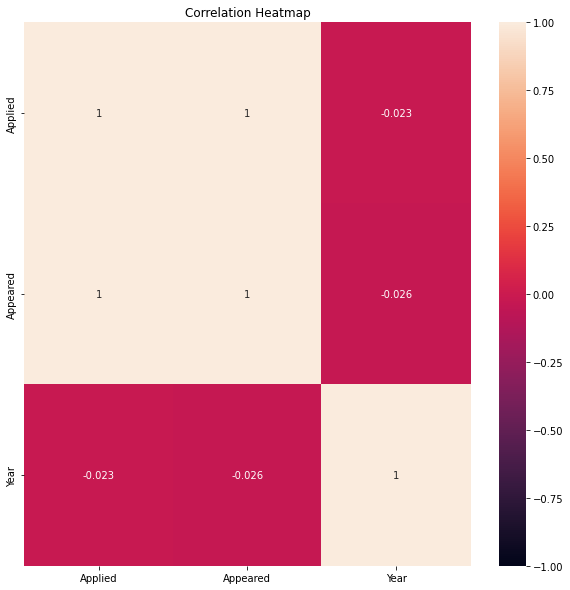 Correlation Heatmap
Applied
1
1
-0.023
Appeared
1
1
-0.026
Year
-0.023
-0.026
1
Applied
Appeared
Year
1.00
0.75
0.50
0.25
0.00
−0.25
−0.50
−0.75
−1.00